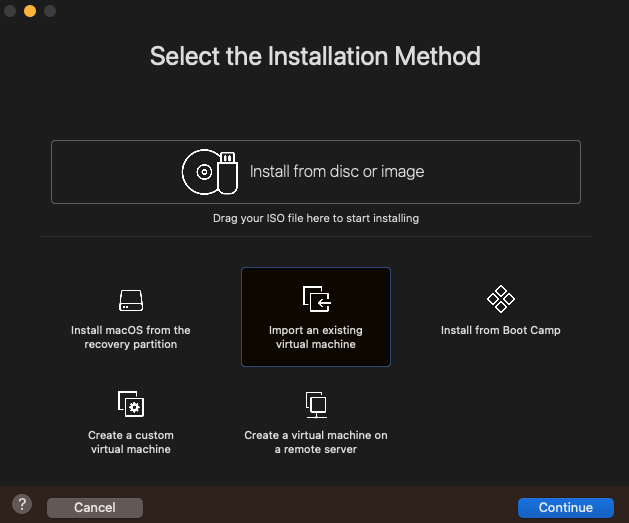 Select the Installation Method
Install from disc or image
Drag your ISO file here to start installing
Install macOS from the
recovery partition
Import an existing
virtual machine
Install from Boot Camp
Create a custom
virtual machine
Create a virtual machine on
a remote server
?
Cancel
Continue